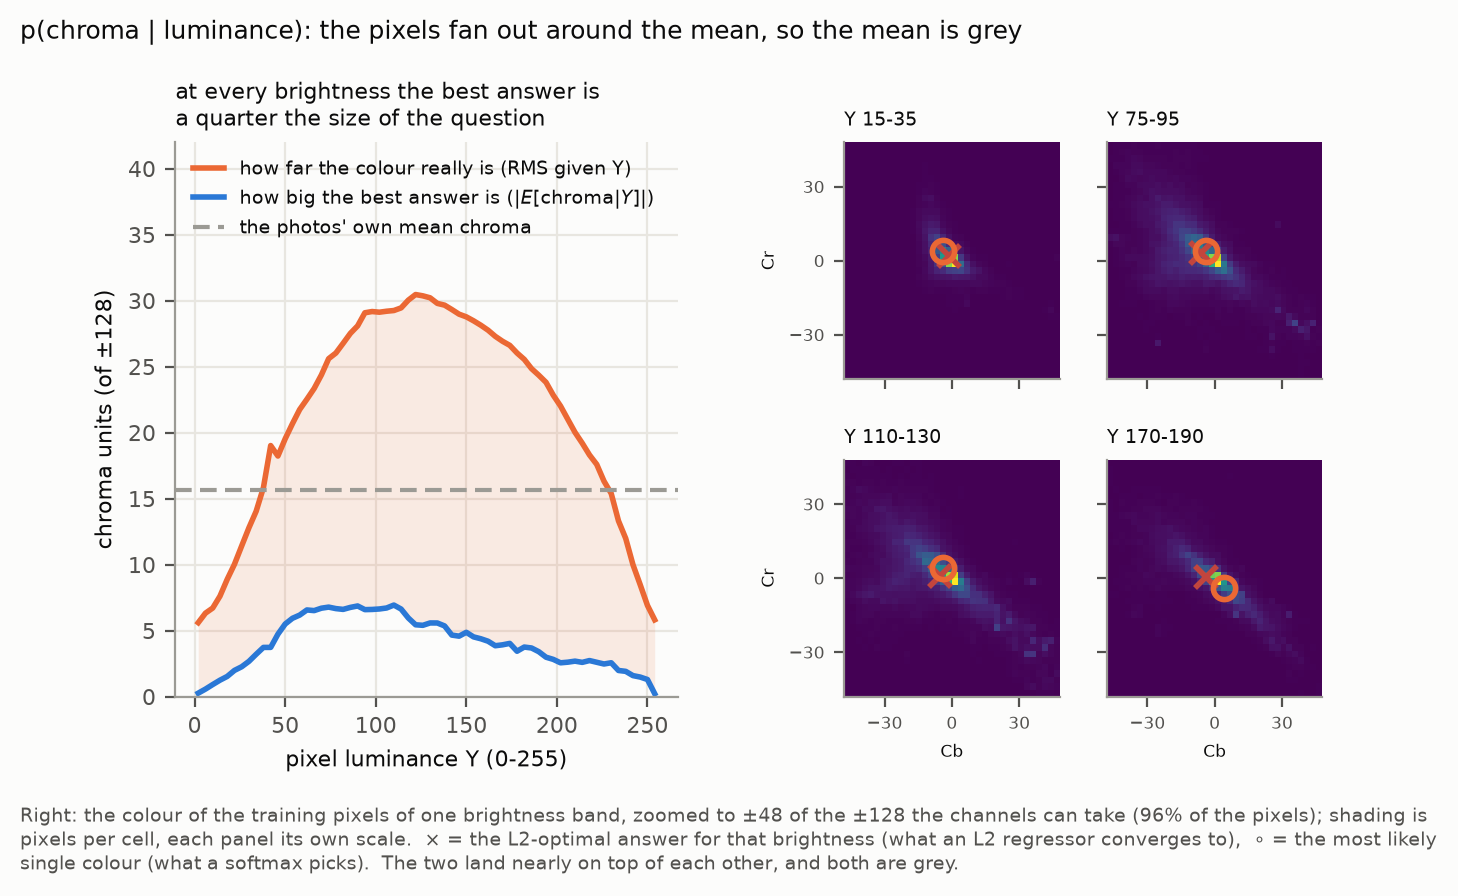 p(chroma | luminance): the pixels fan out around the mean, so the mean is grey
at every brightness the best answer is
a quarter the size of the question
how far the colour really is (RMS given Y)
how big the best answer is (|E[chroma|Y]|)
the photos' own mean chroma
40
35
30
25
20
15
10
5
0
chroma units (of ±128)
0 50 100 150 200 250
pixel luminance Y (0-255)
Y 15-35
30
0
−30
Cr
Y 75-95
Y 110-130
30
0
−30
Cr
−30 0 30
Cb
Y 170-190
−30 0 30
Cb
Right: the colour of the training pixels of one brightness band, zoomed to ±48 of the ±128 the channels can take (96% of the pixels); shading is
pixels per cell, each panel its own scale.  × = the L2-optimal answer for that brightness (what an L2 regressor converges to),  ∘ = the most likely
single colour (what a softmax picks).  The two land nearly on top of each other, and both are grey.